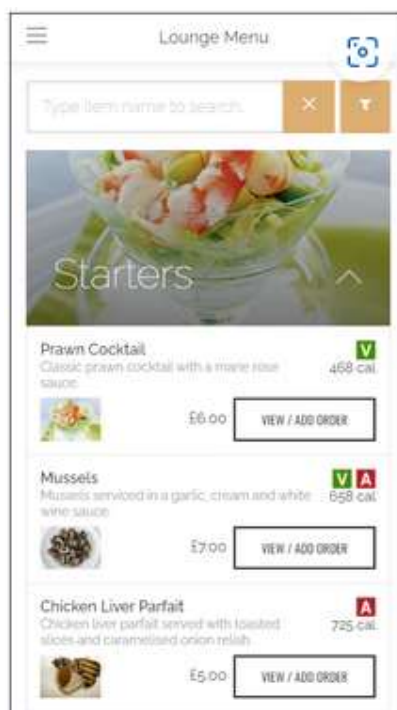 Lounge Menu
Type item name to search...
Starters
Prawn Cocktail
V
Classic prawn cocktail with a marie rose
468 cal
sauce.
£6.00
VIEW / ADD ORDER
Mussels
V A
Mussels serviced in a garlic, cream and white
658 cal
wine sauce.
£7.00
VIEW / ADD ORDER
Chicken Liver Parfait
A
Chicken liver parfait served with toasted
725 cal
slices and caramelised onion relish.
£5.00
VIEW / ADD ORDER